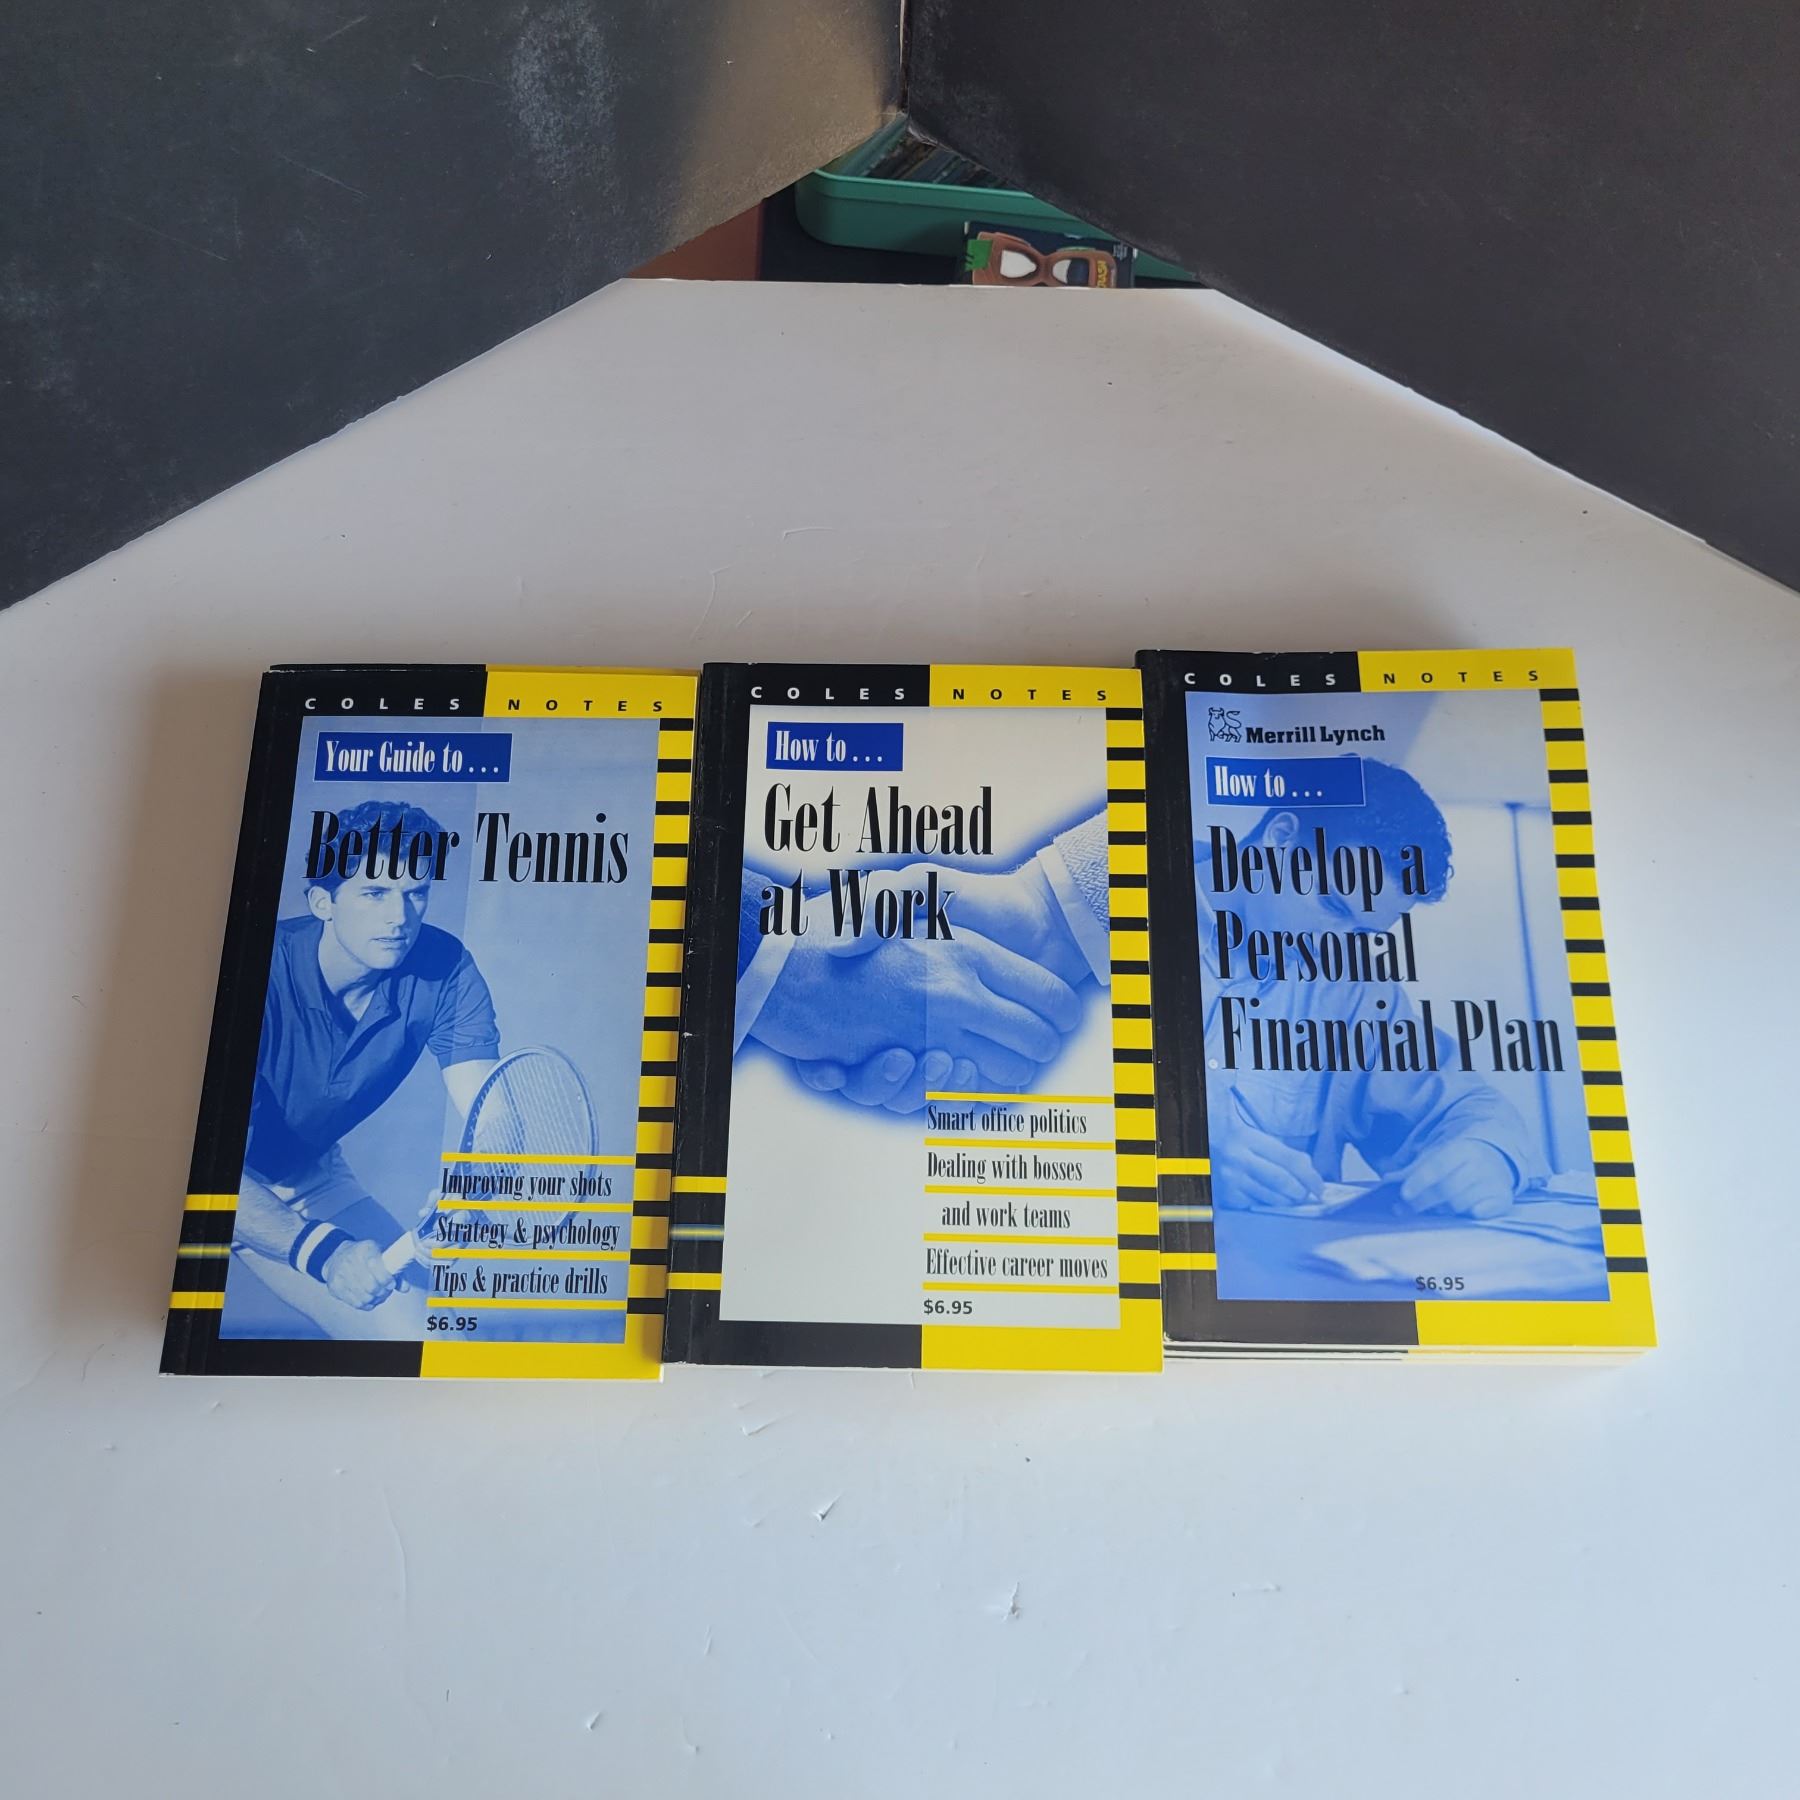 COLES NOTES
Your Guide to...
Better Tennis
Improving your shots
Strategy & psychology
Tips & practice drills
$6.95
COLES NOTES
How to...
Get Ahead
at Work
Smart office politics
Dealing with bosses
and work teams
Effective career moves
$6.95
COLES NOTES
Merrill Lynch
How to...
Develop a
Personal
Financial Plan
$6.95